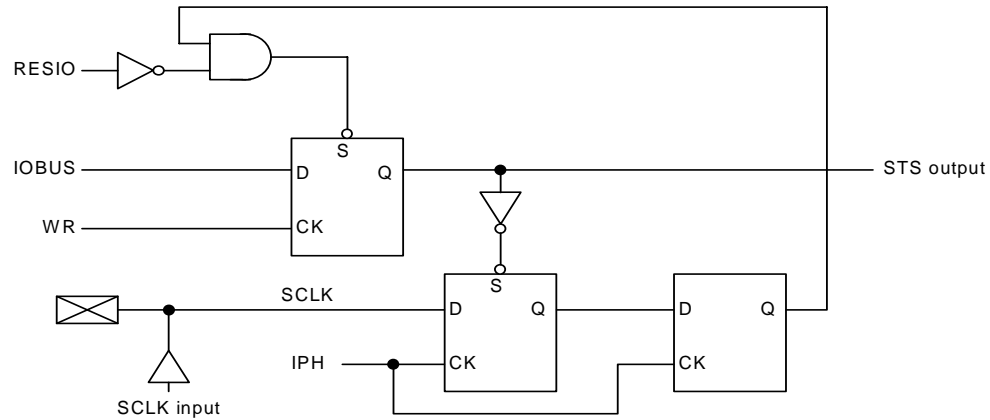 RESIO
S
IOBUS
D
Q
STS output
WR
CK
S
SCLK
D
Q
D
Q
IPH
CK
CK
SCLK input